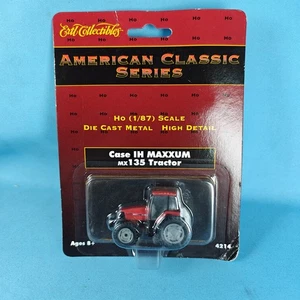 Ertl Collectibles
AMERICAN CLASSIC
SERIES
HO (1/87) SCALE
DIE CAST METAL HIGH DETAIL
CASE IH MAXXUM
MX135 TRACTOR
AGES 8+
4214